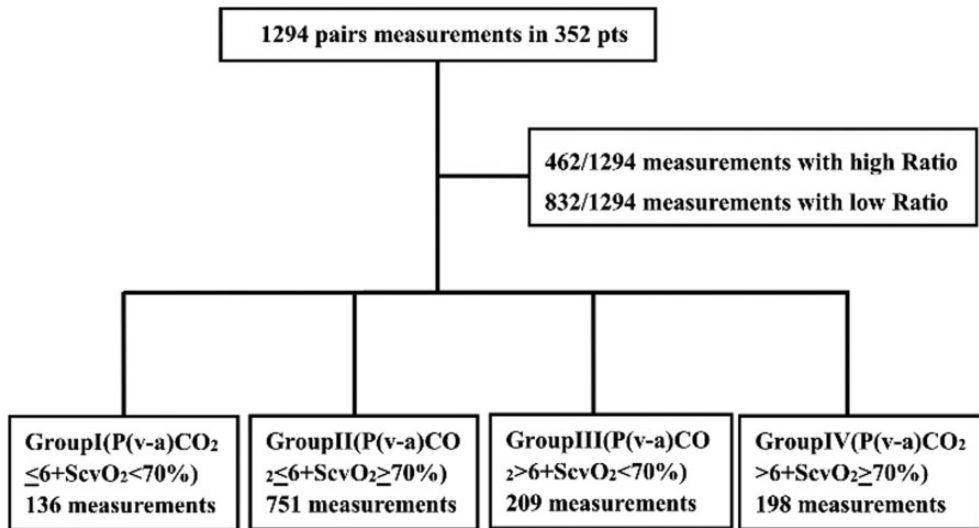 1294 pairs measurements in 352 pts
462/1294 measurements with high Ratio
832/1294 measurements with low Ratio
GroupI(P(v-a)CO₂
≤6+ScvO₂<70%)
136 measurements
GroupII(P(v-a)CO
₂≤6+ScvO₂≥70%)
751 measurements
GroupIII(P(v-a)CO
₂>6+ScvO₂<70%)
209 measurements
GroupIV(P(v-a)CO₂
>6+ScvO₂≥70%)
198 measurements